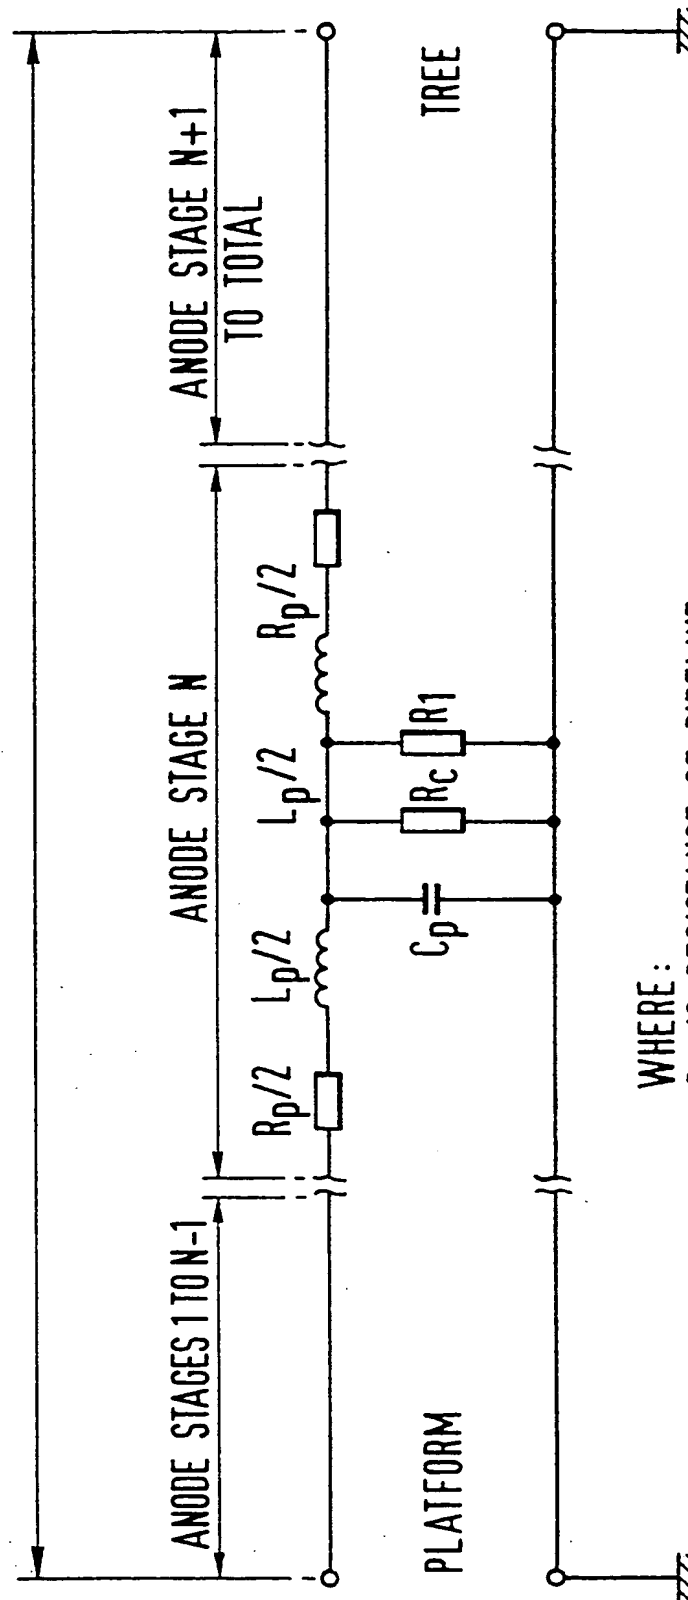 ANODE STAGES 1 TO N-1
ANODE STAGE N
ANODE STAGE N+1
TO TOTAL
Rp/2
Lp/2
Lp/2
Rp/2
Cp
RC
R1
PLATFORM
TREE
WHERE: